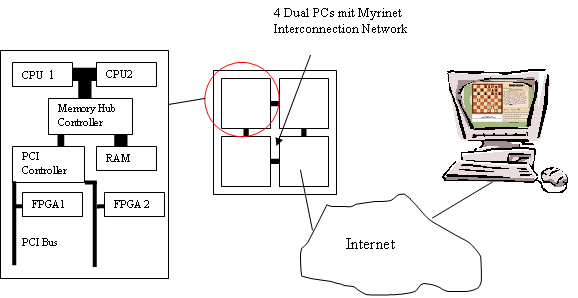 4 Dual PCs mit Myrinet
Interconnection Network
CPU 1
CPU2
Memory Hub
Controller
PCI
Controller
RAM
FPGA1
FPGA 2
PCI Bus
Internet